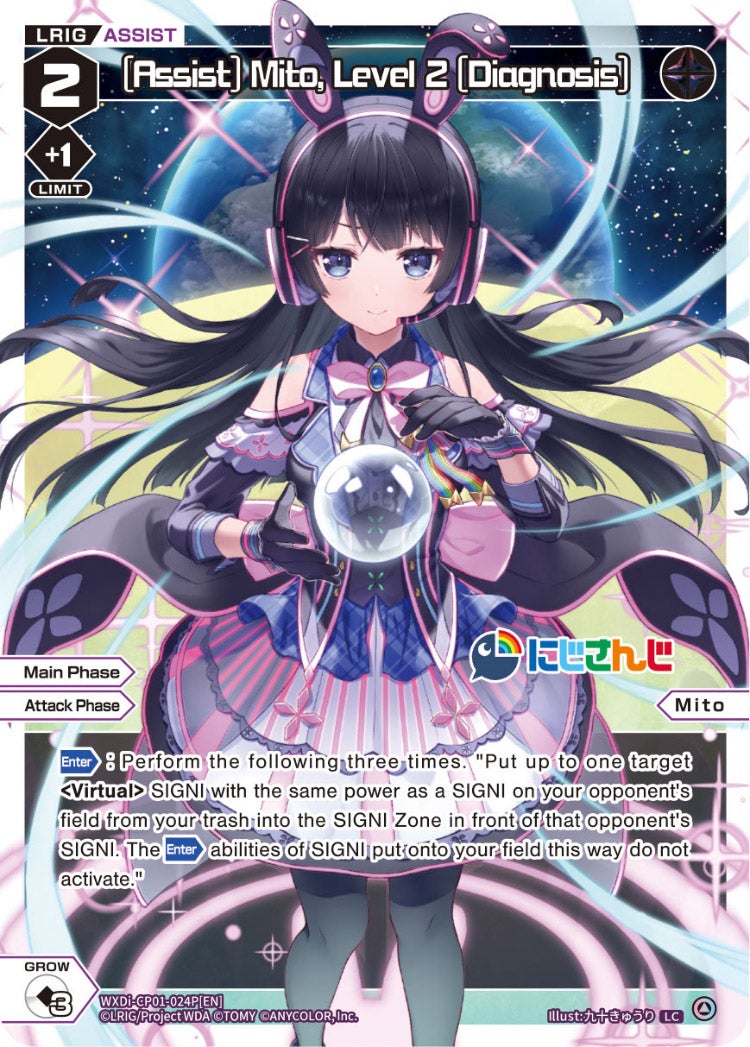 LRIG ASSIST
2
[Assist] Mito, Level 2 [Diagnosis]
+1
LIMIT
にじさんじ
Main Phase
Attack Phase
Mito
Enter : Perform the following three times. "Put up to one target
<Virtual> SIGNI with the same power as a SIGNI on your opponent's
field from your trash into the SIGNI Zone in front of that opponent's
SIGNI. The Enter abilities of SIGNI put onto your field this way do not
activate."
GROW
3
WXDi-CP01-024P[EN]
©LRIG/Project WDA ©TOMY ©ANYCOLOR, Inc.
Illust:九十きゅうり LC